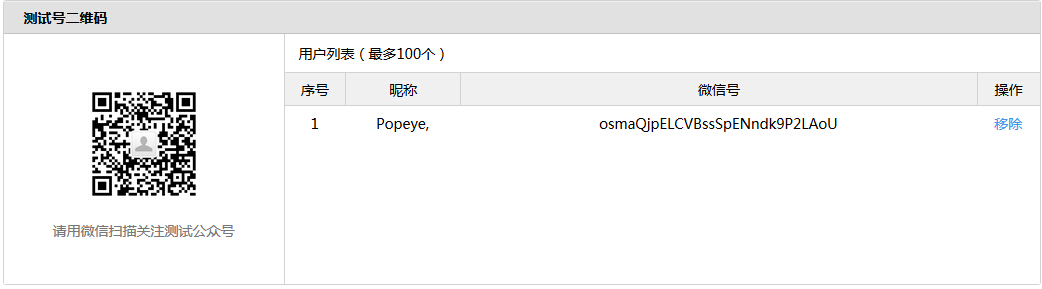 测试号二维码
请用微信扫描关注测试公众号
用户列表（最多100个）
序号 昵称 微信号 操作
1 Popeye, osmaQjpELCVBssSpENndk9P2LAoU 移除